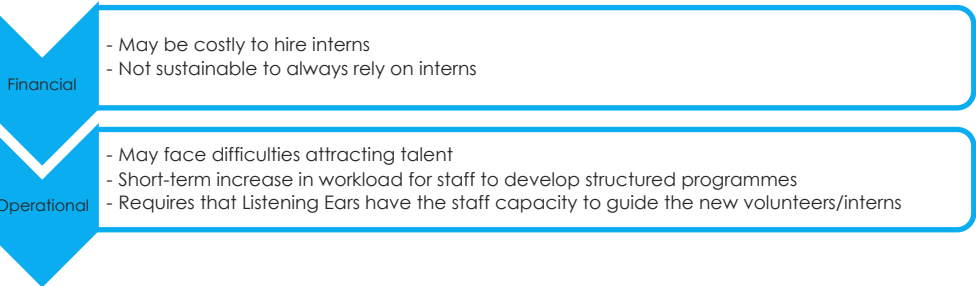 Financial
- May be costly to hire interns
- Not sustainable to always rely on interns
Operational
- May face difficulties attracting talent
- Short-term increase in workload for staff to develop structured programmes
- Requires that Listening Ears have the staff capacity to guide the new volunteers/interns